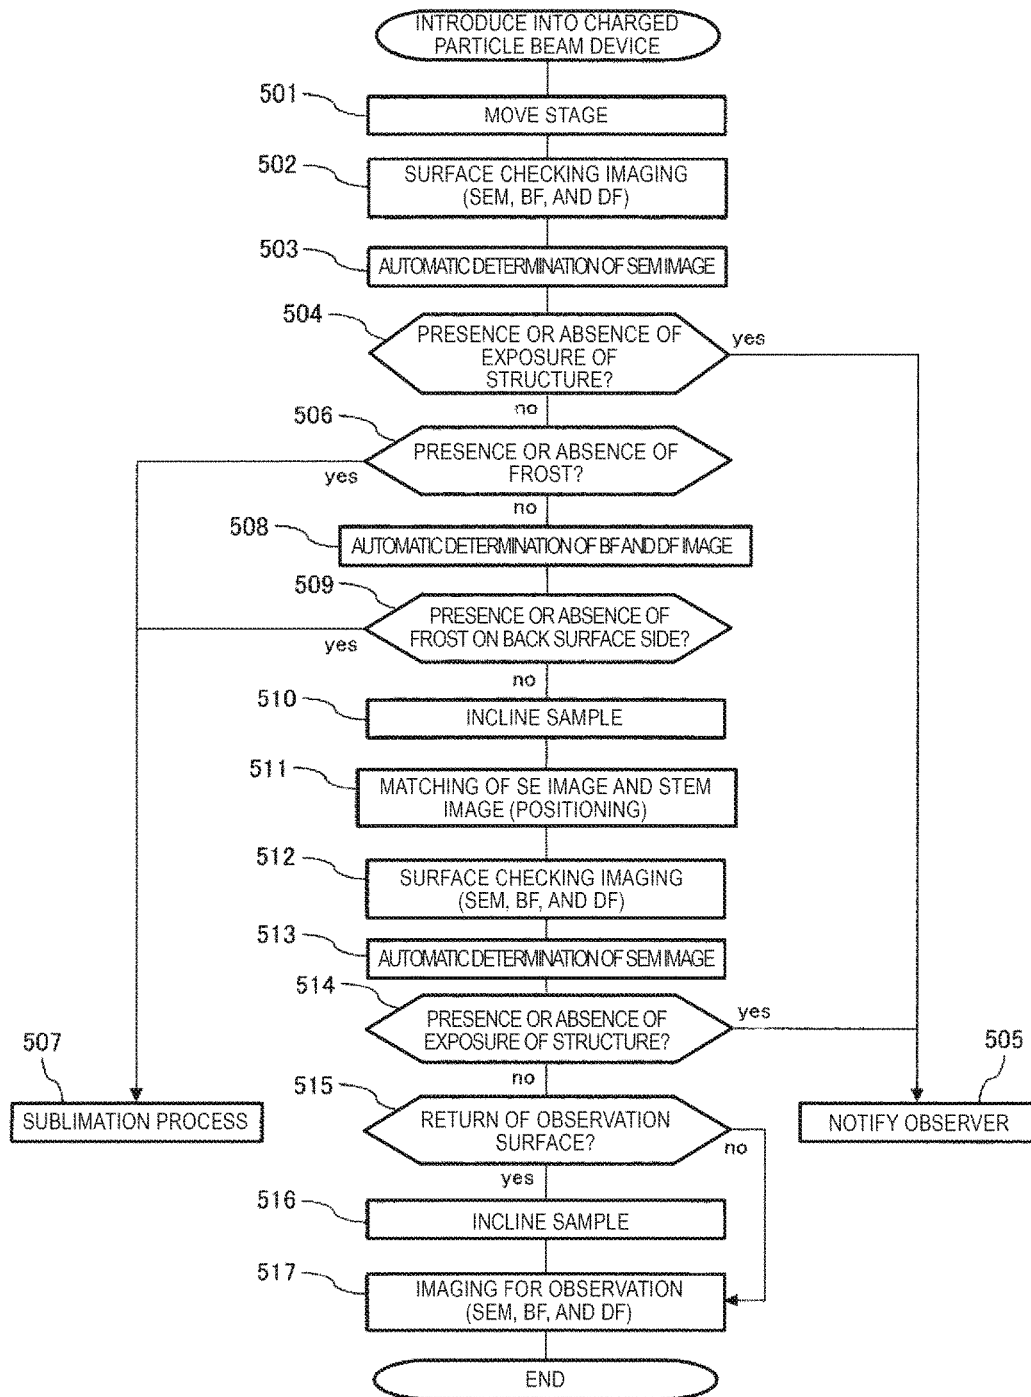 INTRODUCE INTO CHARGED
PARTICLE BEAM DEVICE
501
MOVE STAGE
502
SURFACE CHECKING IMAGING
(SEM, BF, AND DF)
503
AUTOMATIC DETERMINATION OF SEM IMAGE
504
PRESENCE OR ABSENCE OF
EXPOSURE OF
STRUCTURE?
yes
no
506
PRESENCE OR ABSENCE OF
FROST?
yes
no
508
AUTOMATIC DETERMINATION OF BF AND DF IMAGE
509
PRESENCE OR ABSENCE OF
FROST ON BACK SURFACE SIDE?
yes
no
510
INCLINE SAMPLE
511
MATCHING OF SE IMAGE AND STEM
IMAGE (POSITIONING)
512
SURFACE CHECKING IMAGING
(SEM, BF, AND DF)
513
AUTOMATIC DETERMINATION OF SEM IMAGE
514
PRESENCE OR ABSENCE OF
EXPOSURE OF STRUCTURE?
yes
no
507
SUBLIMATION PROCESS
505
NOTIFY OBSERVER
515
RETURN OF OBSERVATION
SURFACE?
no
yes
516
INCLINE SAMPLE
517
IMAGING FOR OBSERVATION
(SEM, BF, AND DF)
END